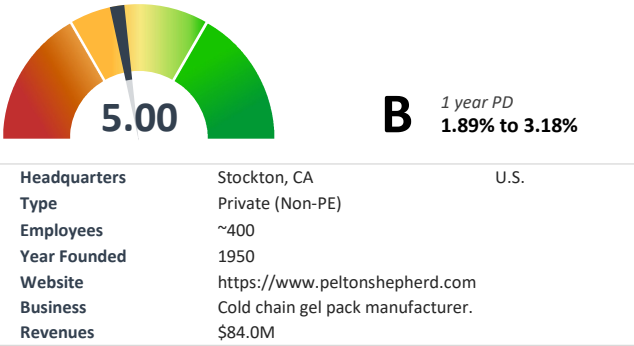 5.00
B
1 year PD
1.89% to 3.18%
Headquarters Stockton, CA U.S.
Type Private (Non-PE)
Employees ~400
Year Founded 1950
Website https://www.peltonshepherd.com
Business Cold chain gel pack manufacturer.
Revenues $84.0M